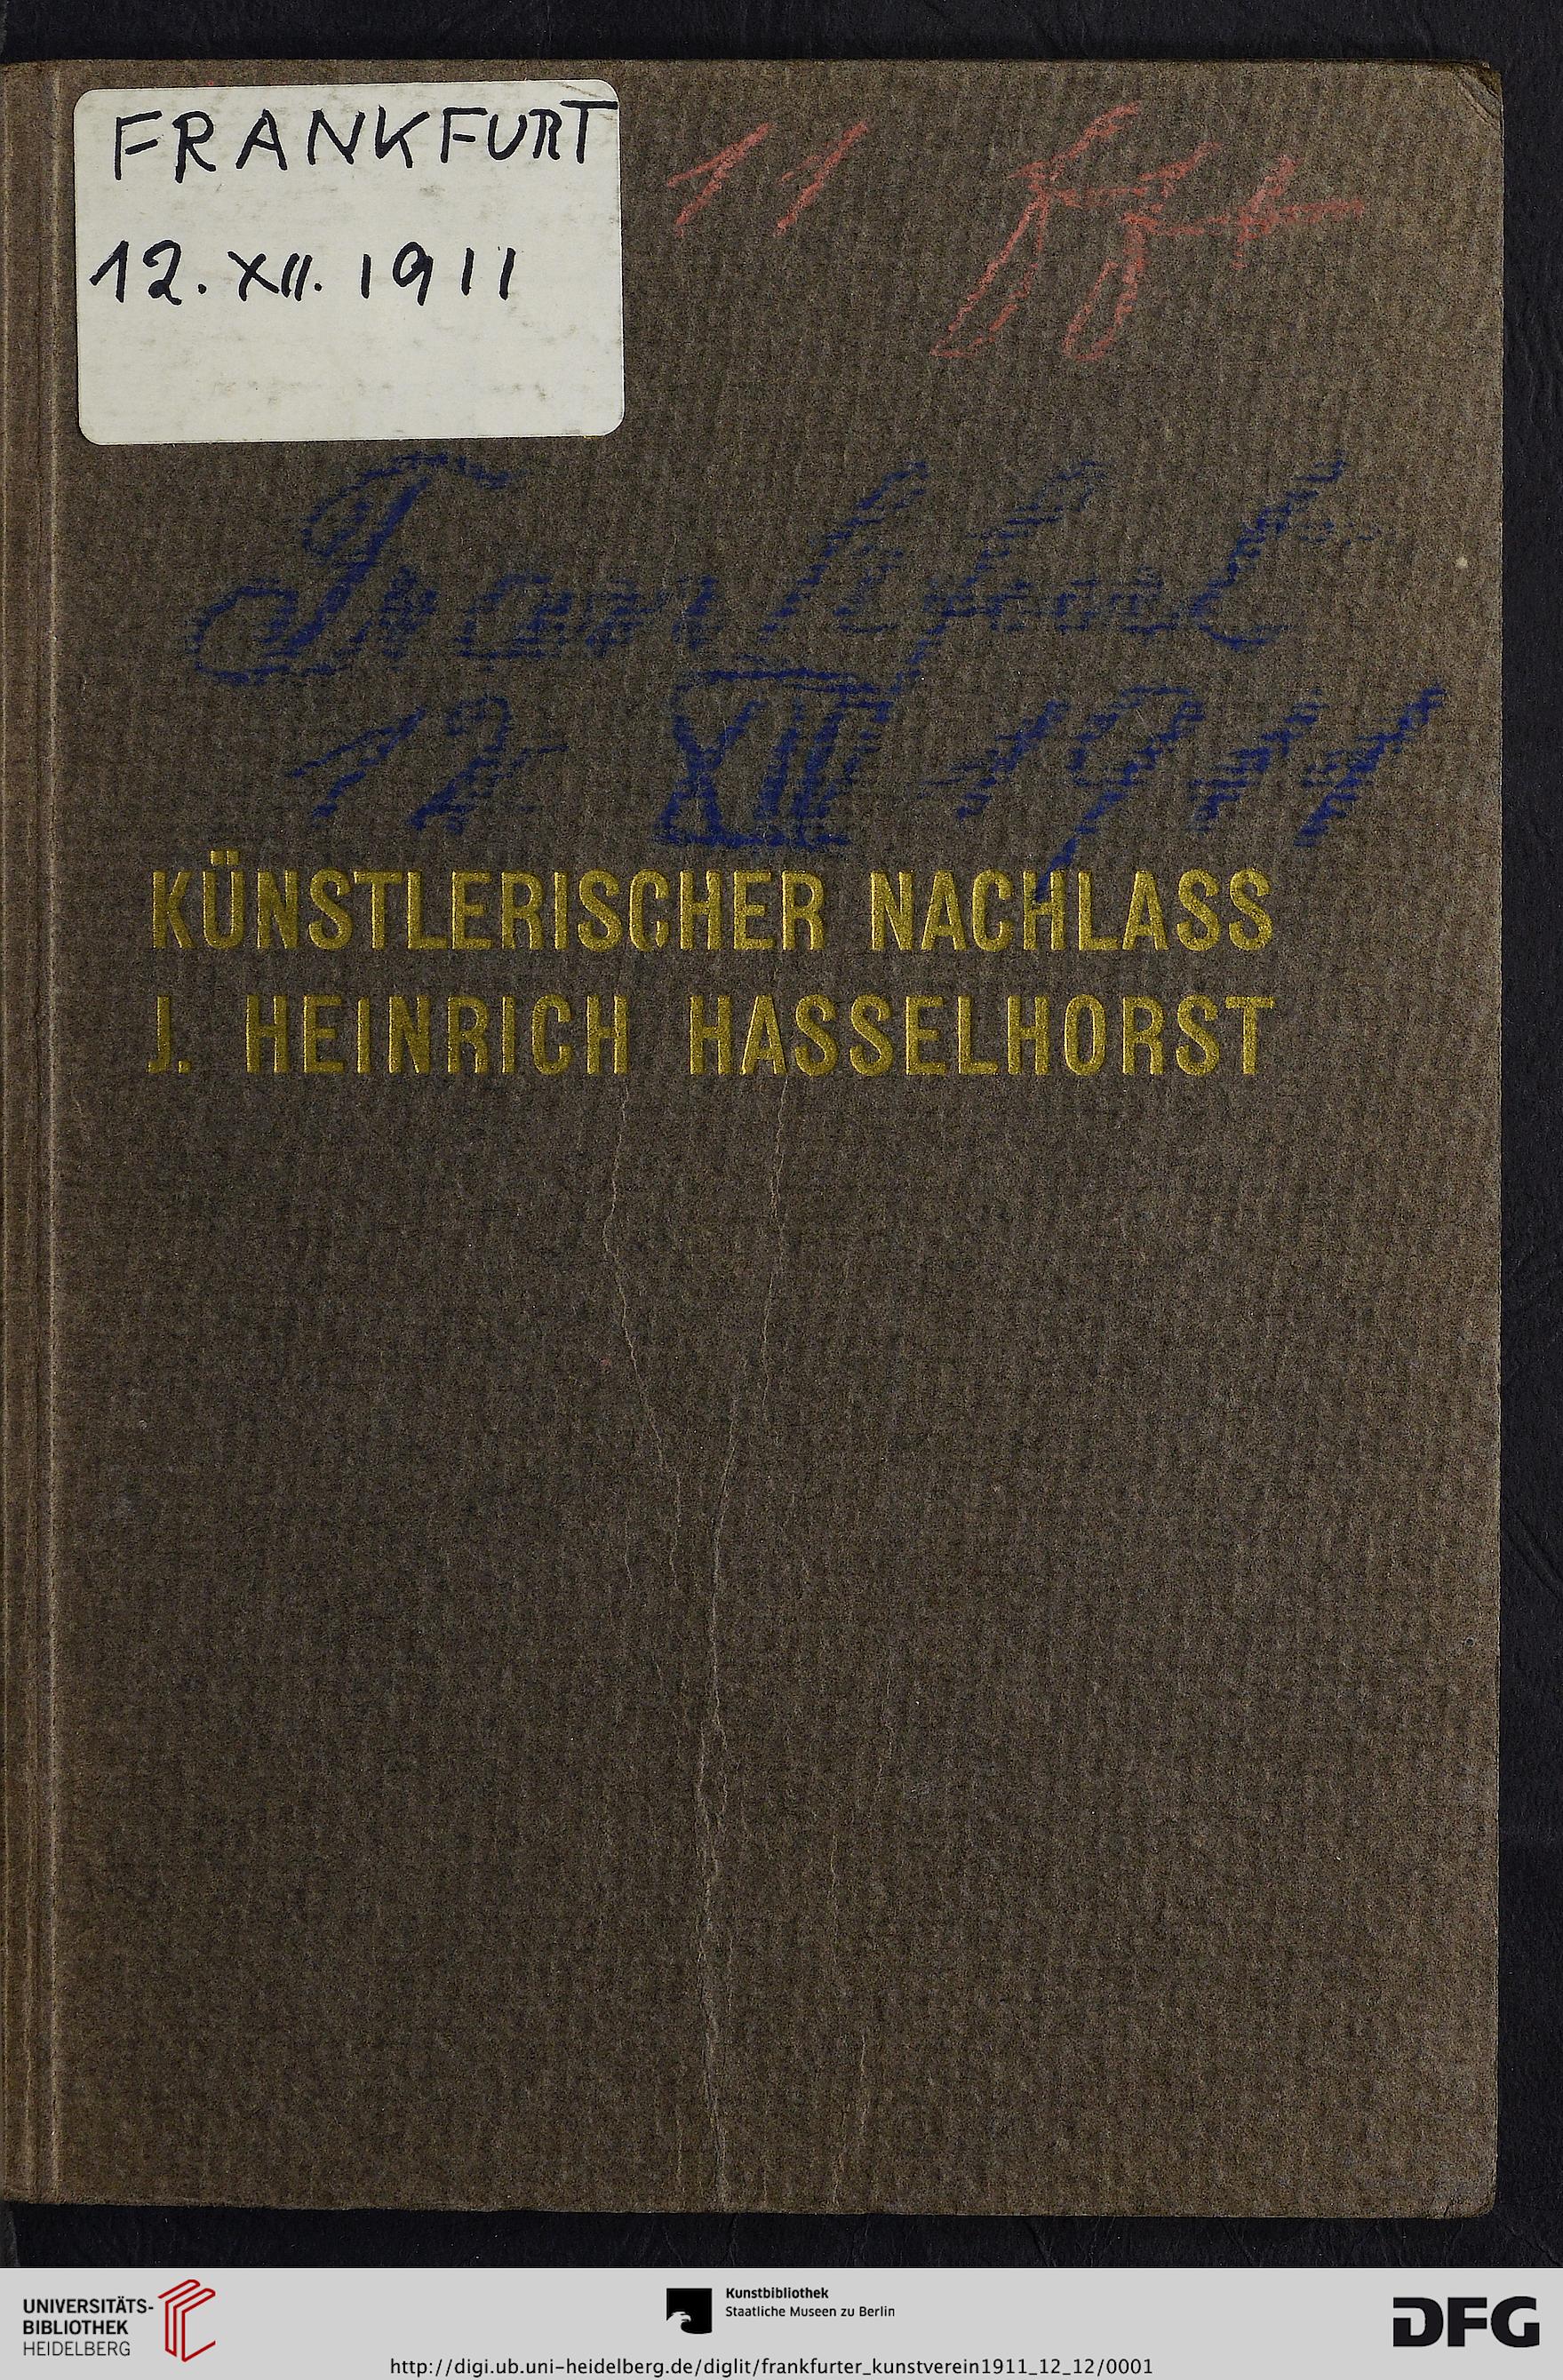 FRANKFURT
12. XII. 1911
11
12 XII 1911
KÜNSTLERISCHER NACHLASS
J. HEINRICH HASSELHORST
UNIVERSITÄTS-
BIBLIOTHEK
HEIDELBERG
Kunstbibliothek
Staatliche Museen zu Berlin
DFG
http://digi.ub.uni-heidelberg.de/diglit/frankfurter_kunstverein1911_12_12/0001